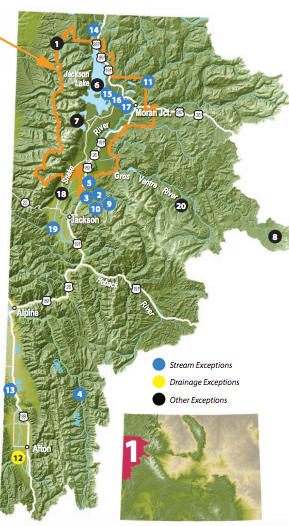 14
1
Jackson
Lake
6
11
15
16
17
Moran Jct.
7
Snake
River
5
Gros
Ventre
River
18
3
2
9
10
20
Jackson
19
8
Hoback
River
Alpine
Stream Exceptions
Drainage Exceptions
Other Exceptions
13
4
Afton
12
1